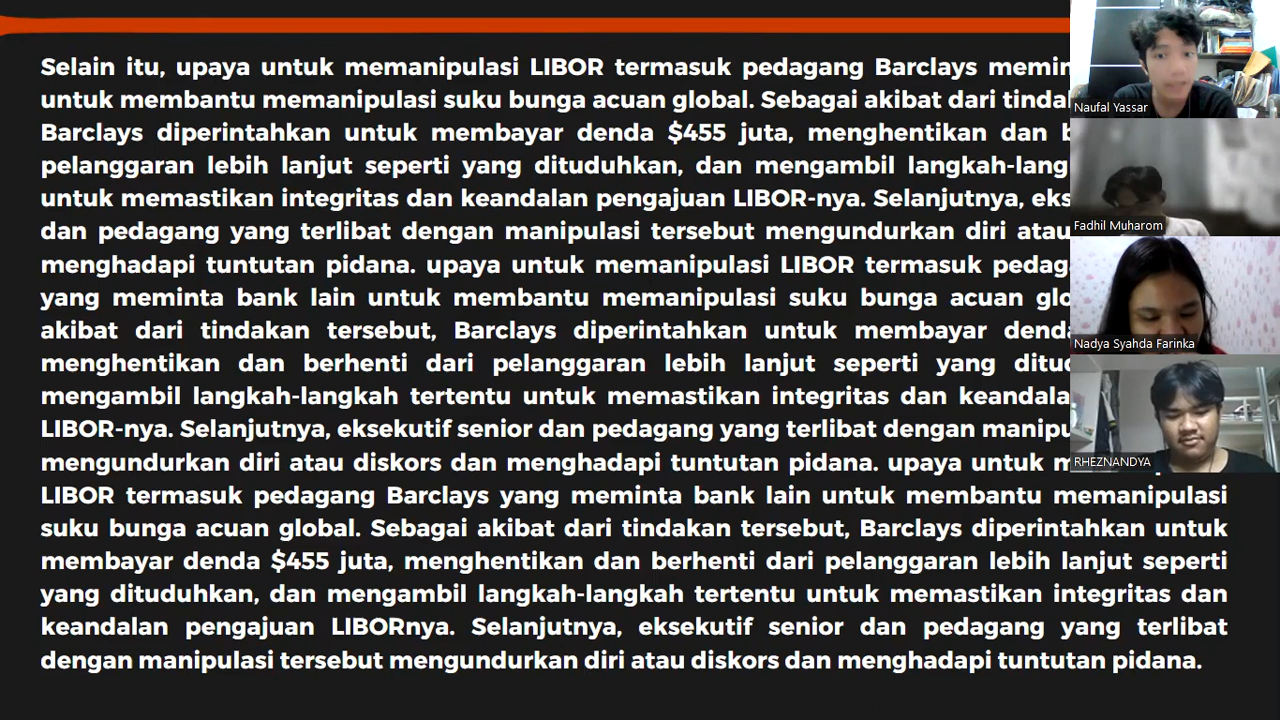 Selain itu, upaya untuk memanipulasi LIBOR termasuk pedagang Barclays
untuk membantu memanipulasi suku bunga acuan global. Sebagai akibat dari
Barclays diperintahkan untuk membayar denda $455 juta, menghentikan dan
pelanggaran lebih lanjut seperti yang dituduhkan, dan mengambil
untuk memastikan integritas dan keandalan pengajuan LIBOR-nya. Selanjutnya,
dan pedagang yang terlibat dengan manipulasi tersebut mengundurkan diri atau
menghadapi tuntutan pidana. upaya untuk memanipulasi LIBOR termasuk
yang meminta bank lain untuk membantu memanipulasi suku bunga acuan
akibat dari tindakan tersebut, Barclays diperintahkan untuk membayar denda
menghentikan dan berhenti dari pelanggaran lebih lanjut seperti yang
mengambil langkah-langkah tertentu untuk memastikan integritas dan
LIBOR-nya. Selanjutnya, eksekutif senior dan pedagang yang terlibat dengan
mengundurkan diri atau diskors dan menghadapi tuntutan pidana. upaya untuk
LIBOR termasuk pedagang Barclays yang meminta bank lain untuk membantu memanipulasi
suku bunga acuan global. Sebagai akibat dari tindakan tersebut, Barclays diperintahkan untuk
membayar denda $455 juta, menghentikan dan berhenti dari pelanggaran lebih lanjut seperti
yang dituduhkan, dan mengambil langkah-langkah tertentu untuk memastikan integritas dan
keandalan pengajuan LIBORnya. Selanjutnya, eksekutif senior dan pedagang yang terlibat
dengan manipulasi tersebut mengundurkan diri atau diskors dan menghadapi tuntutan pidana.
Naufal Yassar
Fadhil Muharom
Nadya Syahda Farinka
RHEZNANDYA